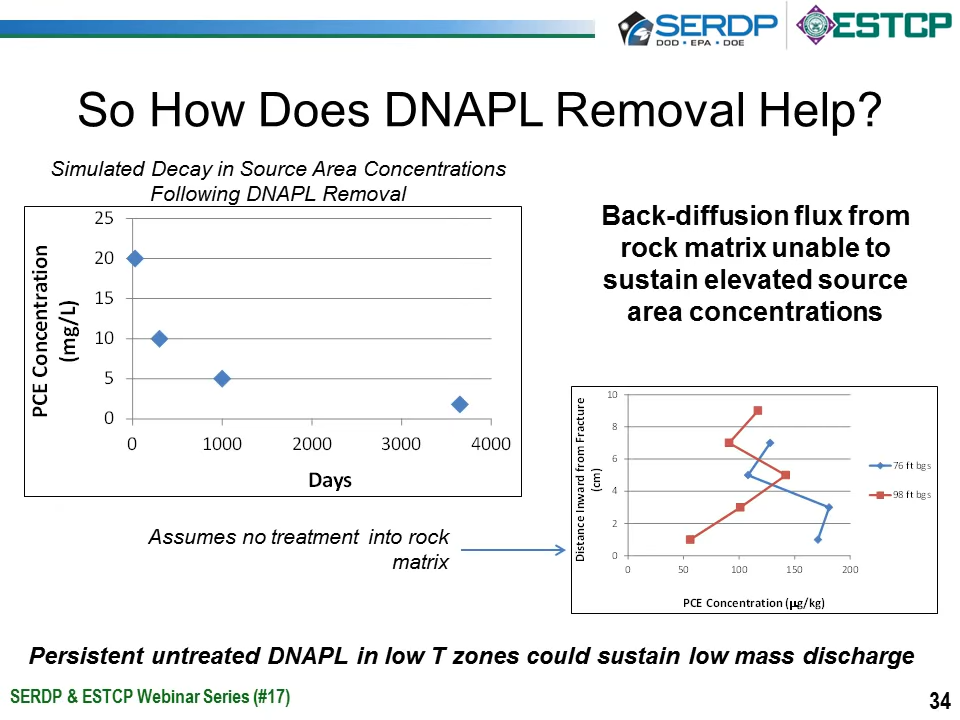 SERDP
DOD • EPA • DOE
ESTCP
So How Does DNAPL Removal Help?
Simulated Decay in Source Area Concentrations
Following DNAPL Removal
25
20
15
10
5
0
0 1000 2000 3000 4000
PCE Concentration
(mg/L)
Days
Back-diffusion flux from
rock matrix unable to
sustain elevated source
area concentrations
Assumes no treatment into rock
matrix
10
8
6
4
2
0
0 50 100 150 200
Distance Inward from Fracture
(cm)
PCE Concentration (µg/kg)
76 ft bgs
98 ft bgs
Persistent untreated DNAPL in low T zones could sustain low mass discharge
SERDP & ESTCP Webinar Series (#17)
34